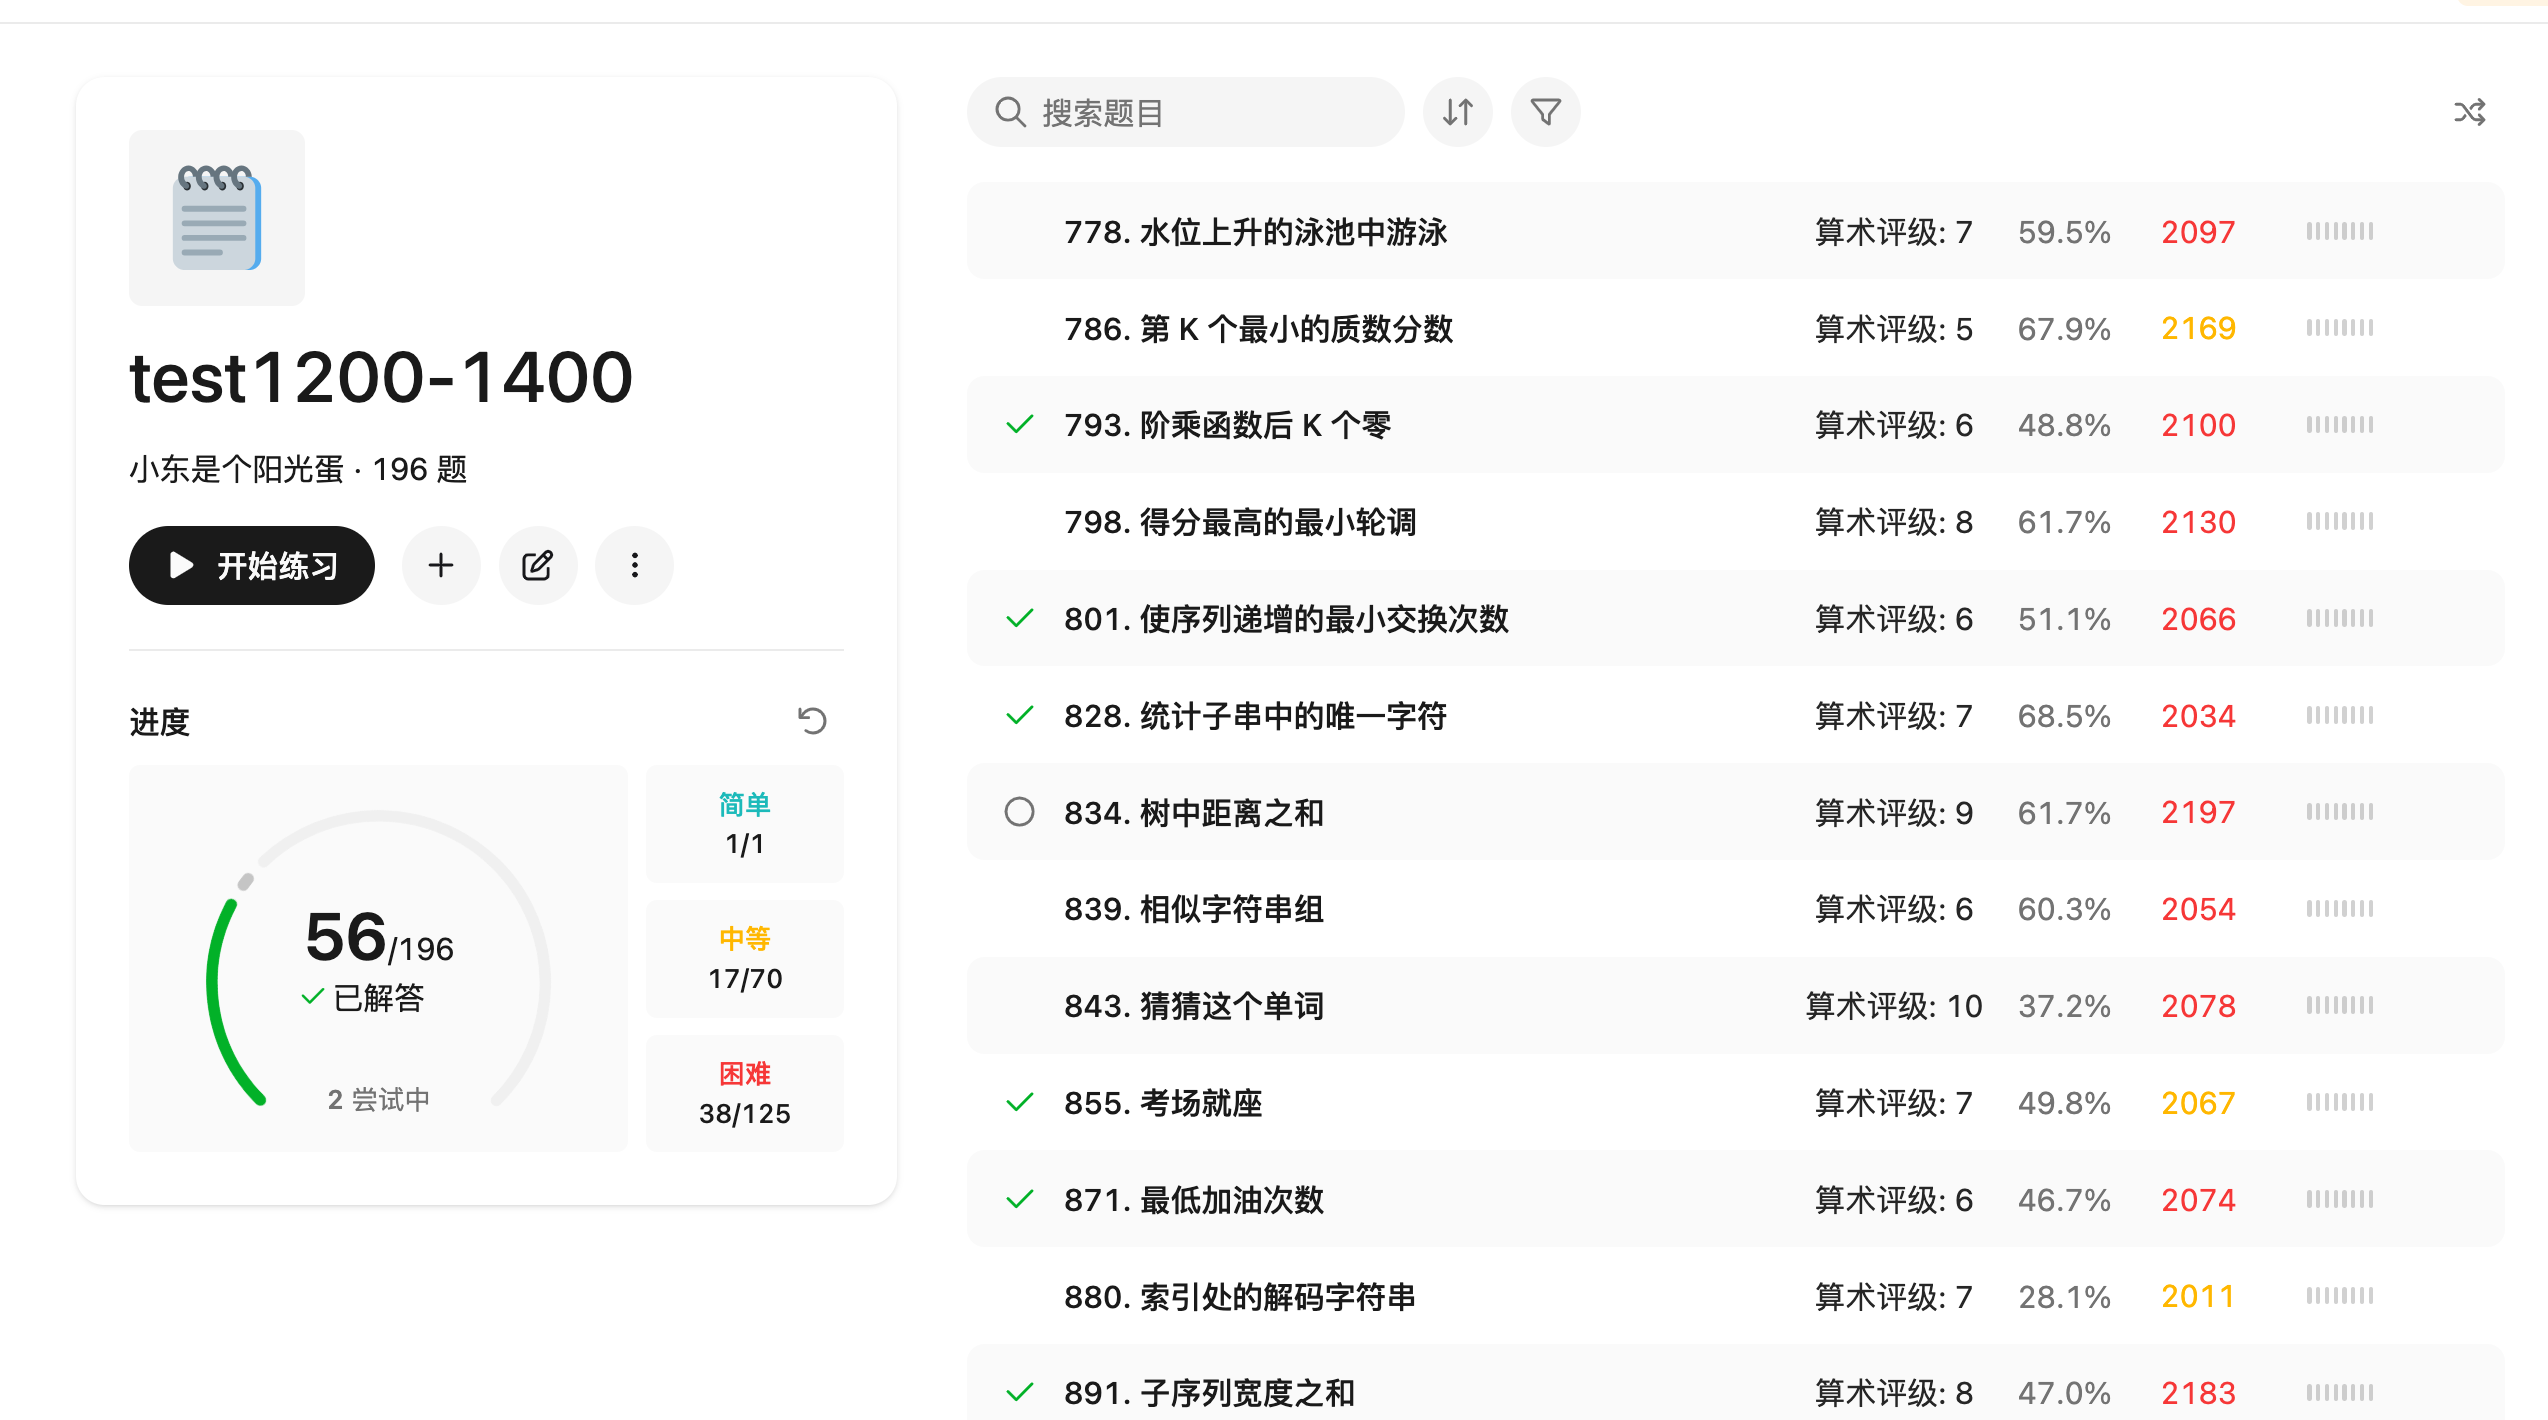 test1200-1400
小东是个阳光蛋 · 196 题
开始练习
进度
56/196
已解答
2 尝试中
简单
1/1
中等
17/70
困难
38/125
搜索题目
778. 水位上升的泳池中游泳 算术评级: 7 59.5% 2097
786. 第 K 个最小的质数分数 算术评级: 5 67.9% 2169
793. 阶乘函数后 K 个零 算术评级: 6 48.8% 2100
798. 得分最高的最小轮调 算术评级: 8 61.7% 2130
801. 使序列递增的最小交换次数 算术评级: 6 51.1% 2066
828. 统计子串中的唯一字符 算术评级: 7 68.5% 2034
834. 树中距离之和 算术评级: 9 61.7% 2197
839. 相似字符串组 算术评级: 6 60.3% 2054
843. 猜猜这个单词 算术评级: 10 37.2% 2078
855. 考场就座 算术评级: 7 49.8% 2067
871. 最低加油次数 算术评级: 6 46.7% 2074
880. 索引处的解码字符串 算术评级: 7 28.1% 2011
891. 子序列宽度之和 算术评级: 8 47.0% 2183